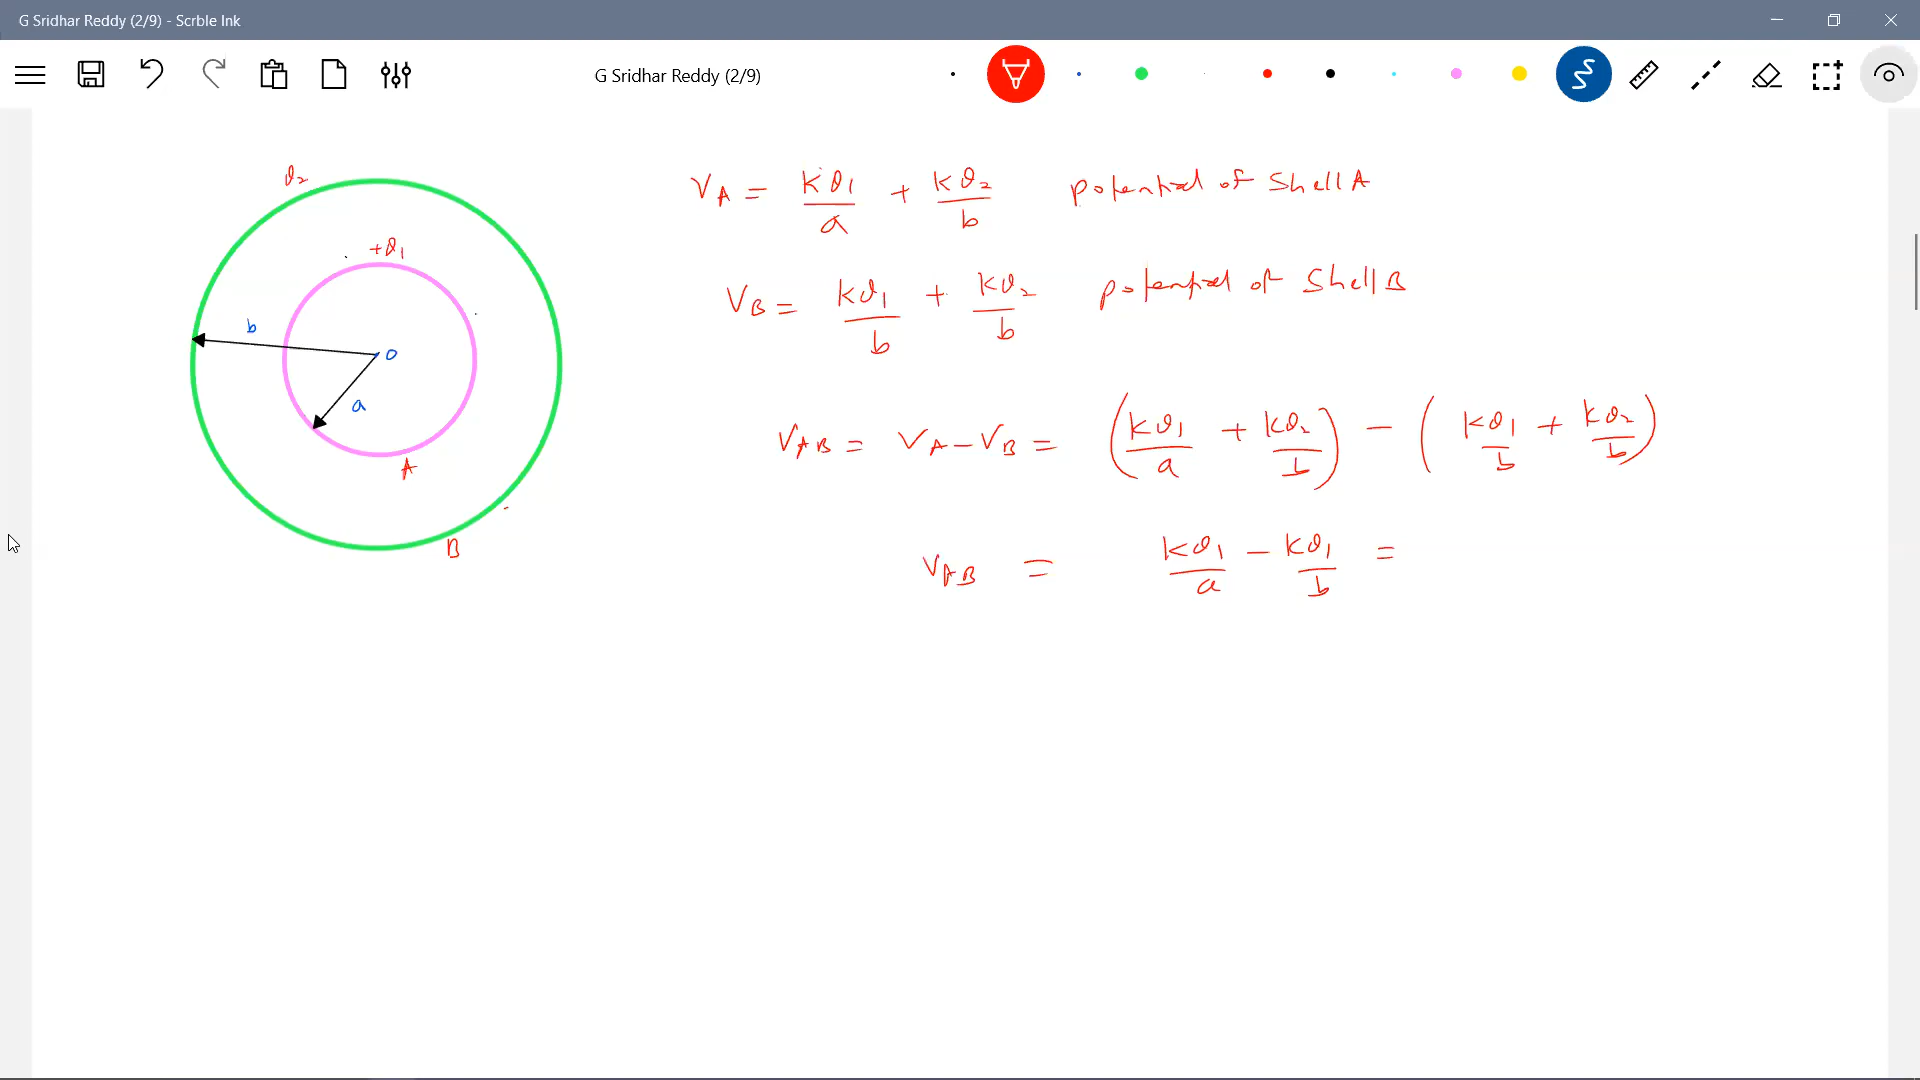 G Sridhar Reddy (2/9) - Scrble Ink
G Sridhar Reddy (2/9)
Q₂
+Q₁
b
O
a
A
B
V_A = KQ₁/a + KQ₂/b potential of Shell A
V_B = KQ₁/b + KQ₂/b potential of Shell B
V_AB = V_A - V_B = (KQ₁/a + KQ₂/b) - (KQ₁/b + KQ₂/b)
V_AB = KQ₁/a - KQ₁/b =